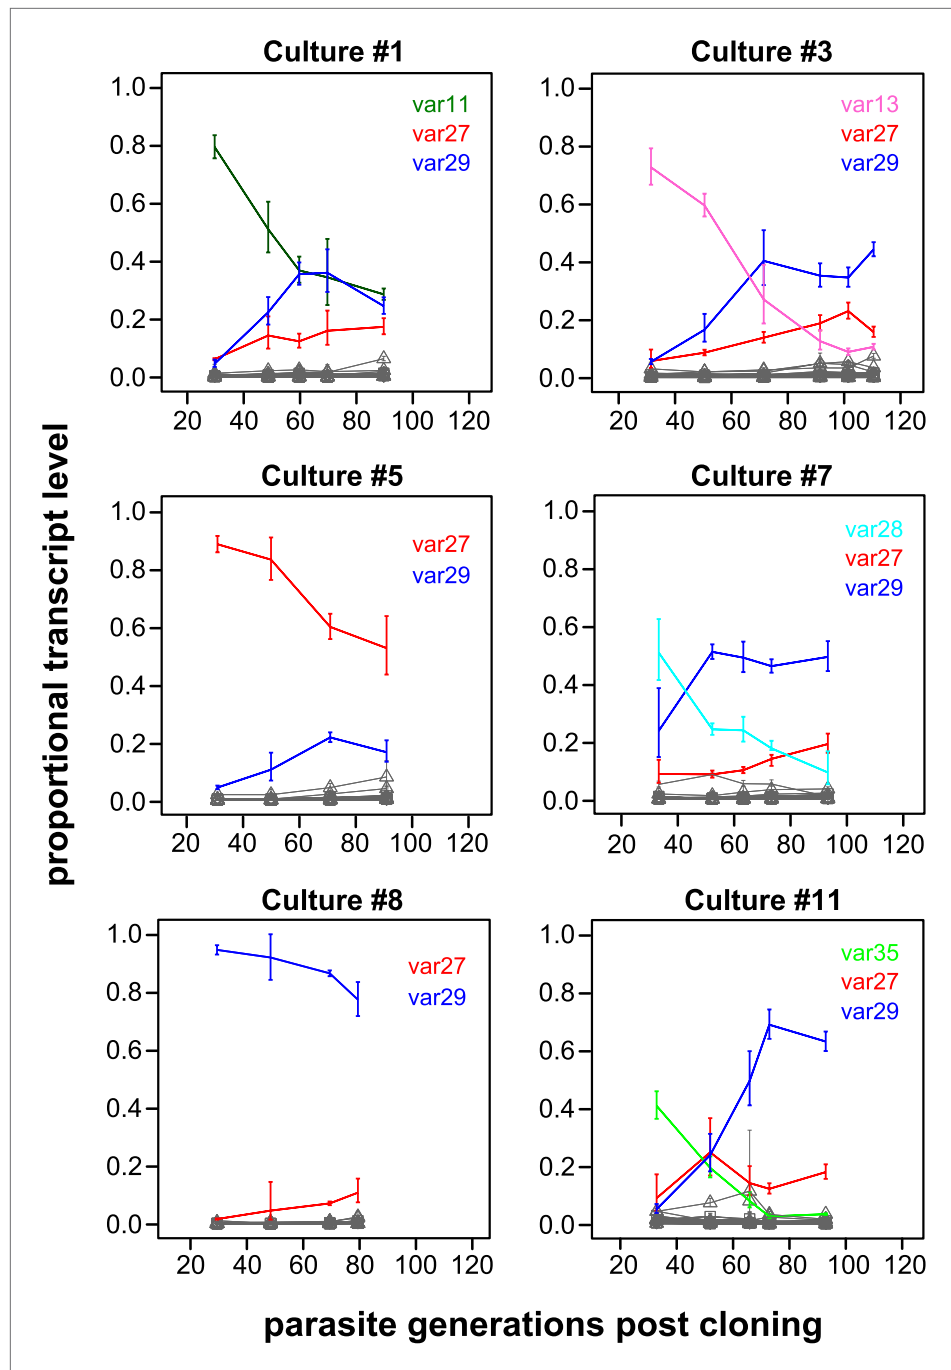 Culture #1
1.0
0.8
0.6
0.4
0.2
0.0
var11
var27
var29
20 40 60 80 100 120
Culture #3
1.0
0.8
0.6
0.4
0.2
0.0
var13
var27
var29
20 40 60 80 100 120
Culture #5
1.0
0.8
0.6
0.4
0.2
0.0
var27
var29
20 40 60 80 100 120
Culture #7
1.0
0.8
0.6
0.4
0.2
0.0
var28
var27
var29
20 40 60 80 100 120
Culture #8
1.0
0.8
0.6
0.4
0.2
0.0
var27
var29
20 40 60 80 100 120
Culture #11
1.0
0.8
0.6
0.4
0.2
0.0
var35
var27
var29
20 40 60 80 100 120
proportional transcript level
parasite generations post cloning